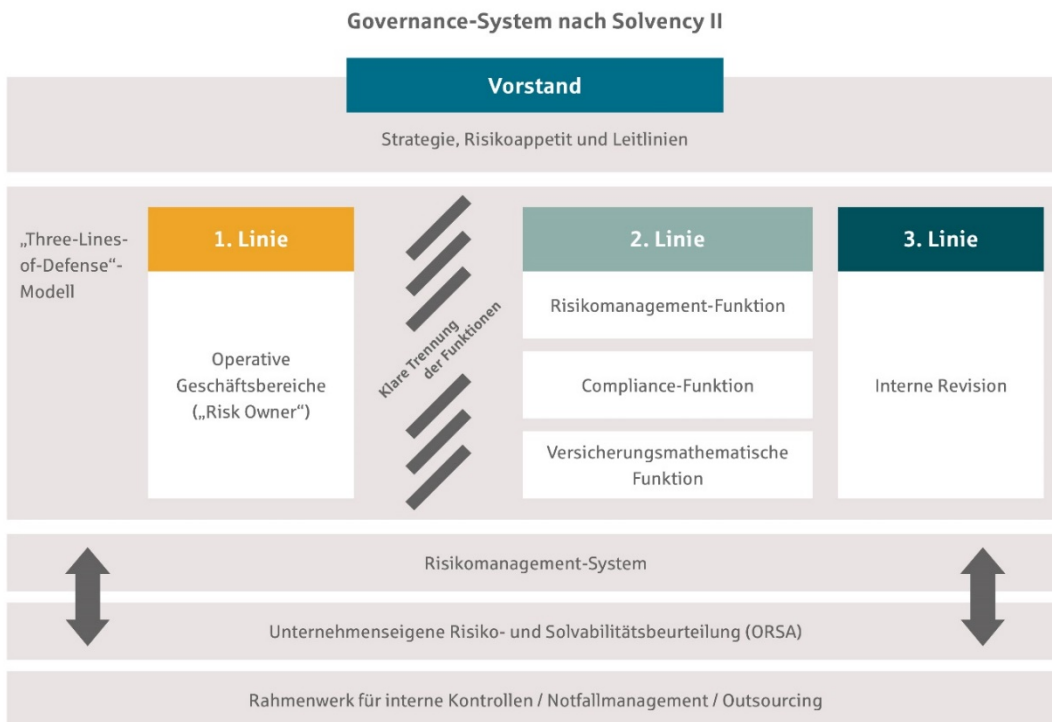 Governance-System nach Solvency II
Vorstand
Strategie, Risikoappetit und Leitlinien
„Three-Lines-
of-Defense“-
Modell
1. Linie
Operative
Geschäftsbereiche
(„Risk Owner“)
Klare Trennung
der Funktionen
2. Linie
Risikomanagement-Funktion
Compliance-Funktion
Versicherungsmathematische
Funktion
3. Linie
Interne Revision
Risikomanagement-System
Unternehmenseigene Risiko- und Solvabilitätsbeurteilung (ORSA)
Rahmenwerk für interne Kontrollen / Notfallmanagement / Outsourcing